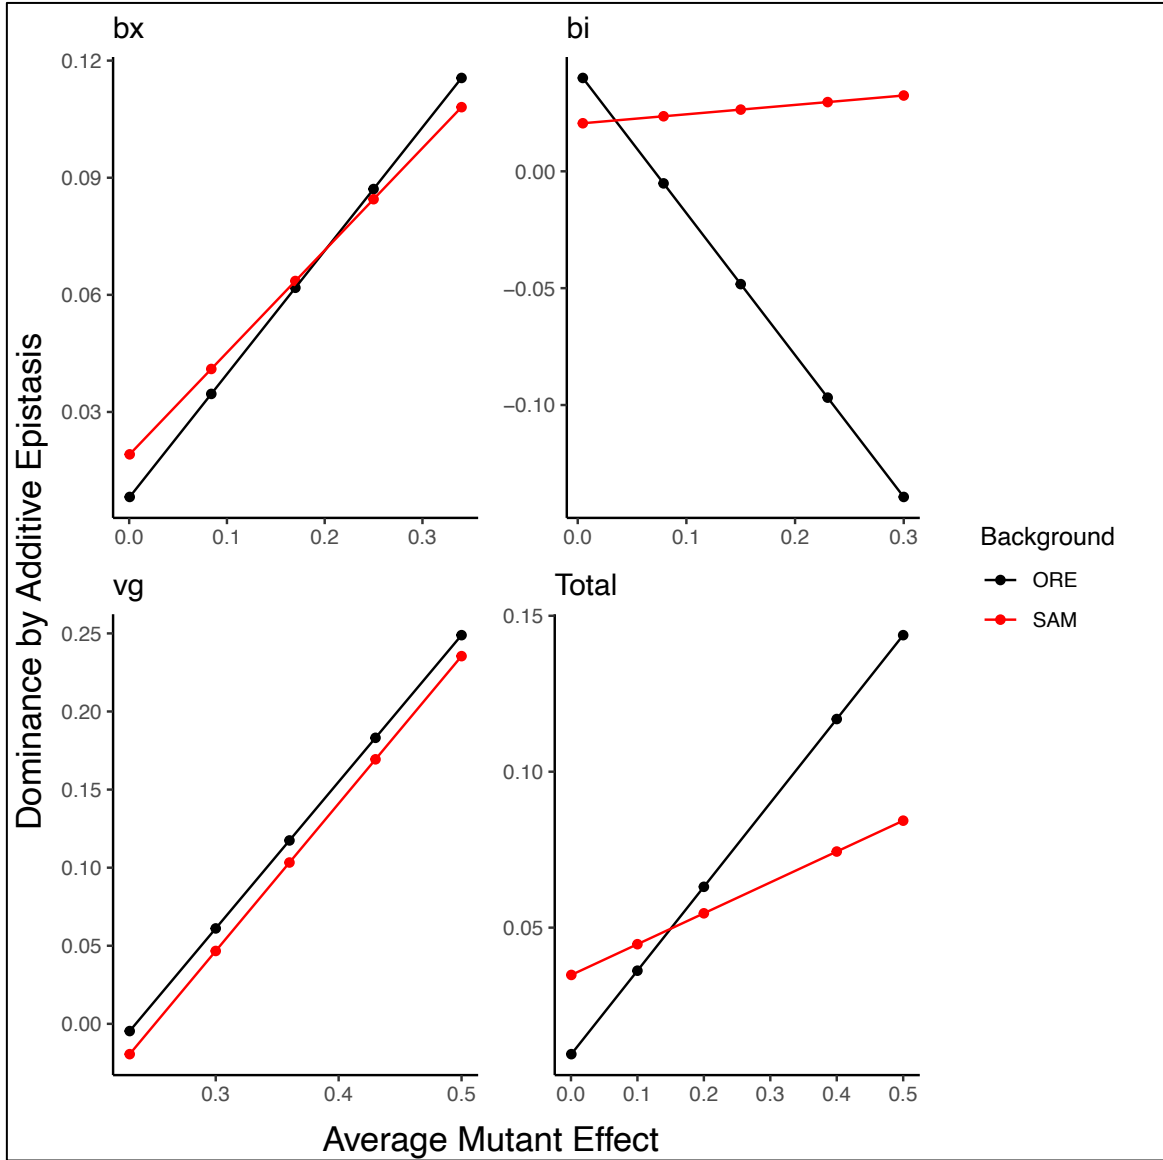 bx
0.12
0.09
0.06
0.03
0.0 0.1 0.2 0.3
bi
0.00
−0.05
−0.10
0.0 0.1 0.2 0.3
vg
0.25
0.20
0.15
0.10
0.05
0.00
0.3 0.4 0.5
Total
0.15
0.10
0.05
0.0 0.1 0.2 0.3 0.4 0.5
Dominance by Additive Epistasis
Average Mutant Effect
Background
ORE
SAM